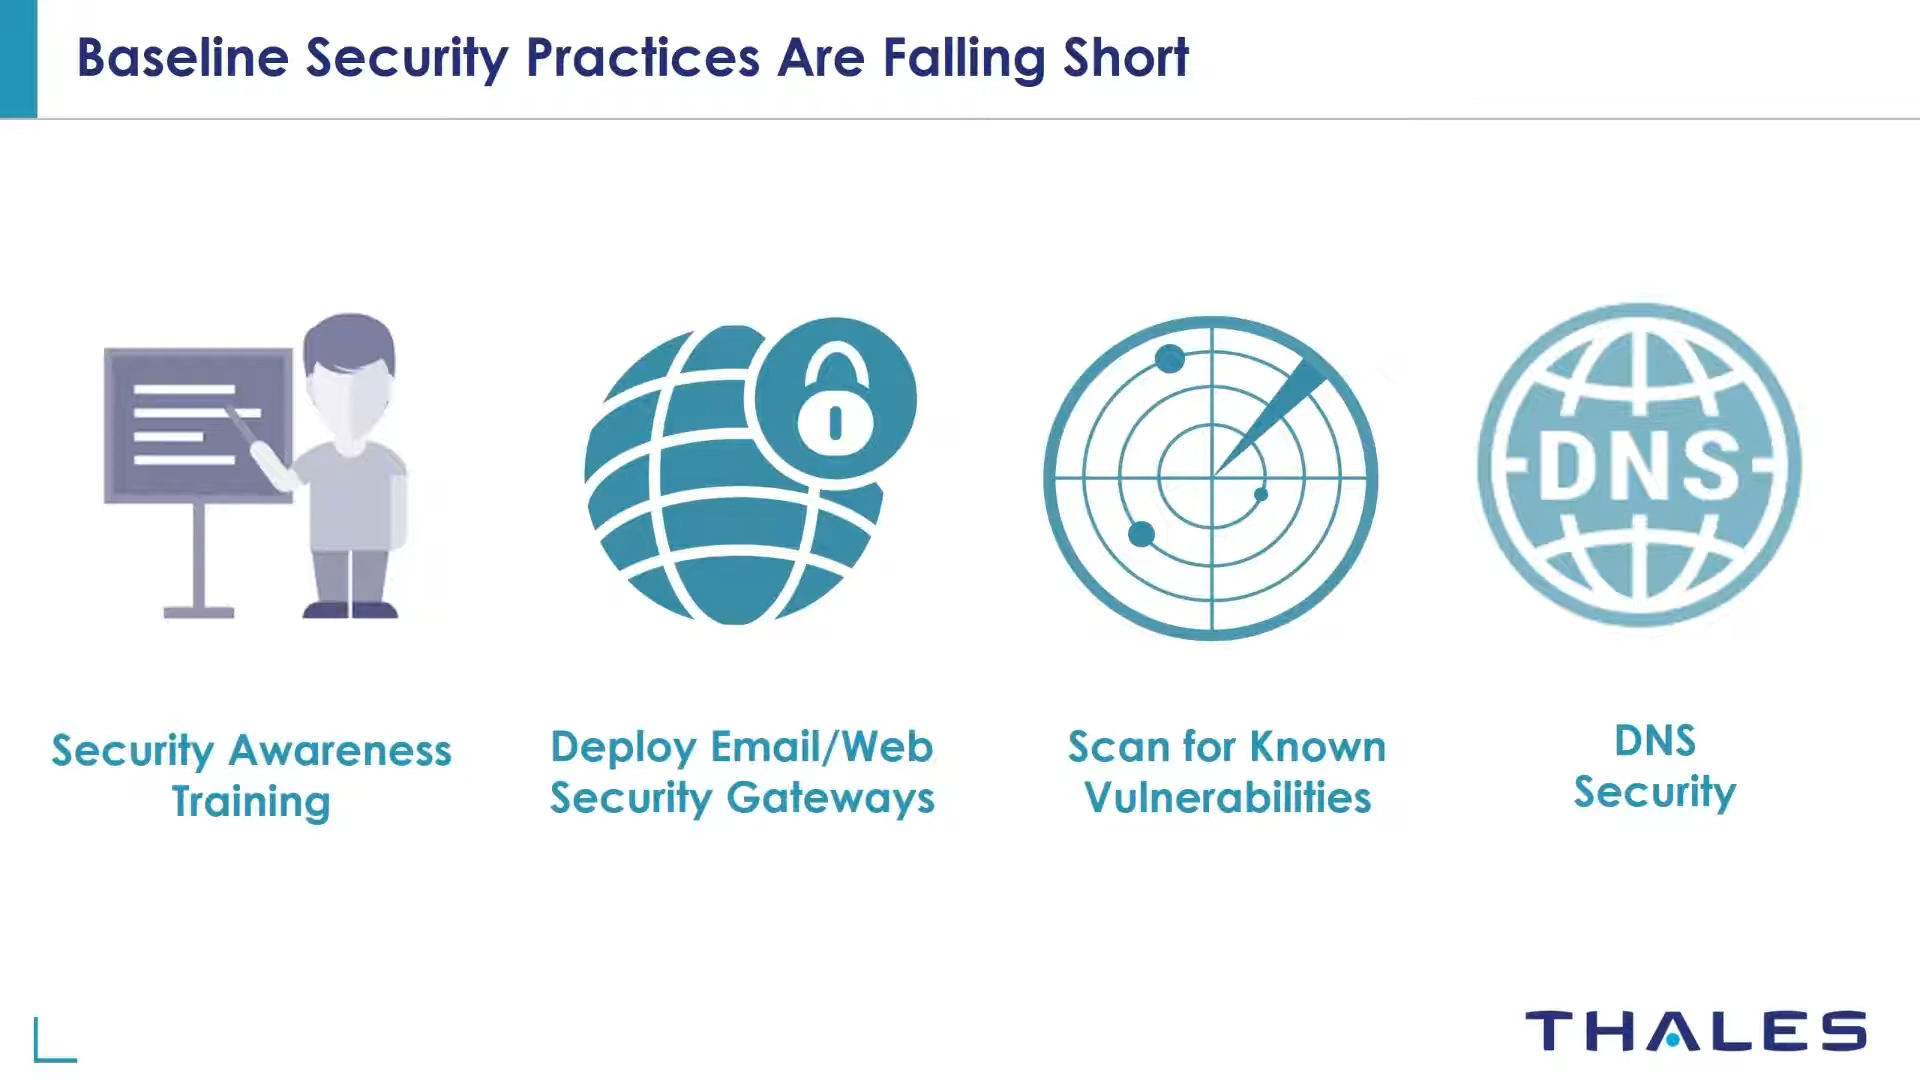 Baseline Security Practices Are Falling Short
DNS
Security Awareness
Training
Deploy Email/Web
Security Gateways
Scan for Known
Vulnerabilities
DNS
Security
THALES